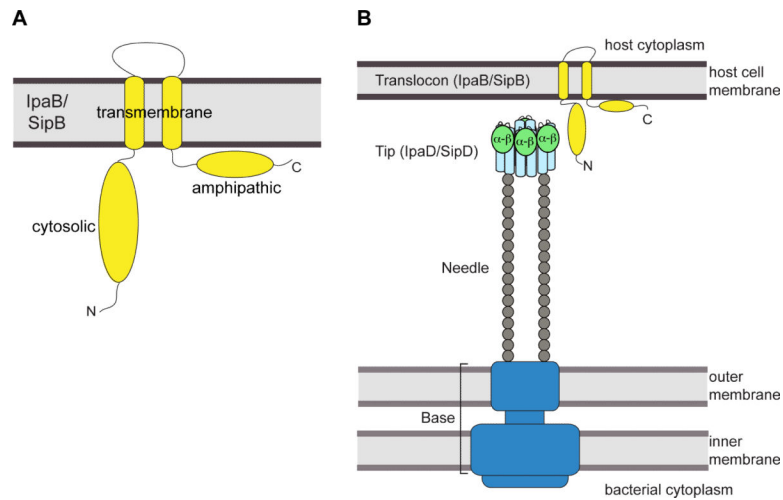 A
IpaB/
SipB
transmembrane
C
amphipathic
cytosolic
N
B
host cytoplasm
Translocon (IpaB/SipB)
host cell
membrane
C
α-β α-β α-β
Tip (IpaD/SipD)
N
Needle
outer
membrane
Base
inner
membrane
bacterial cytoplasm